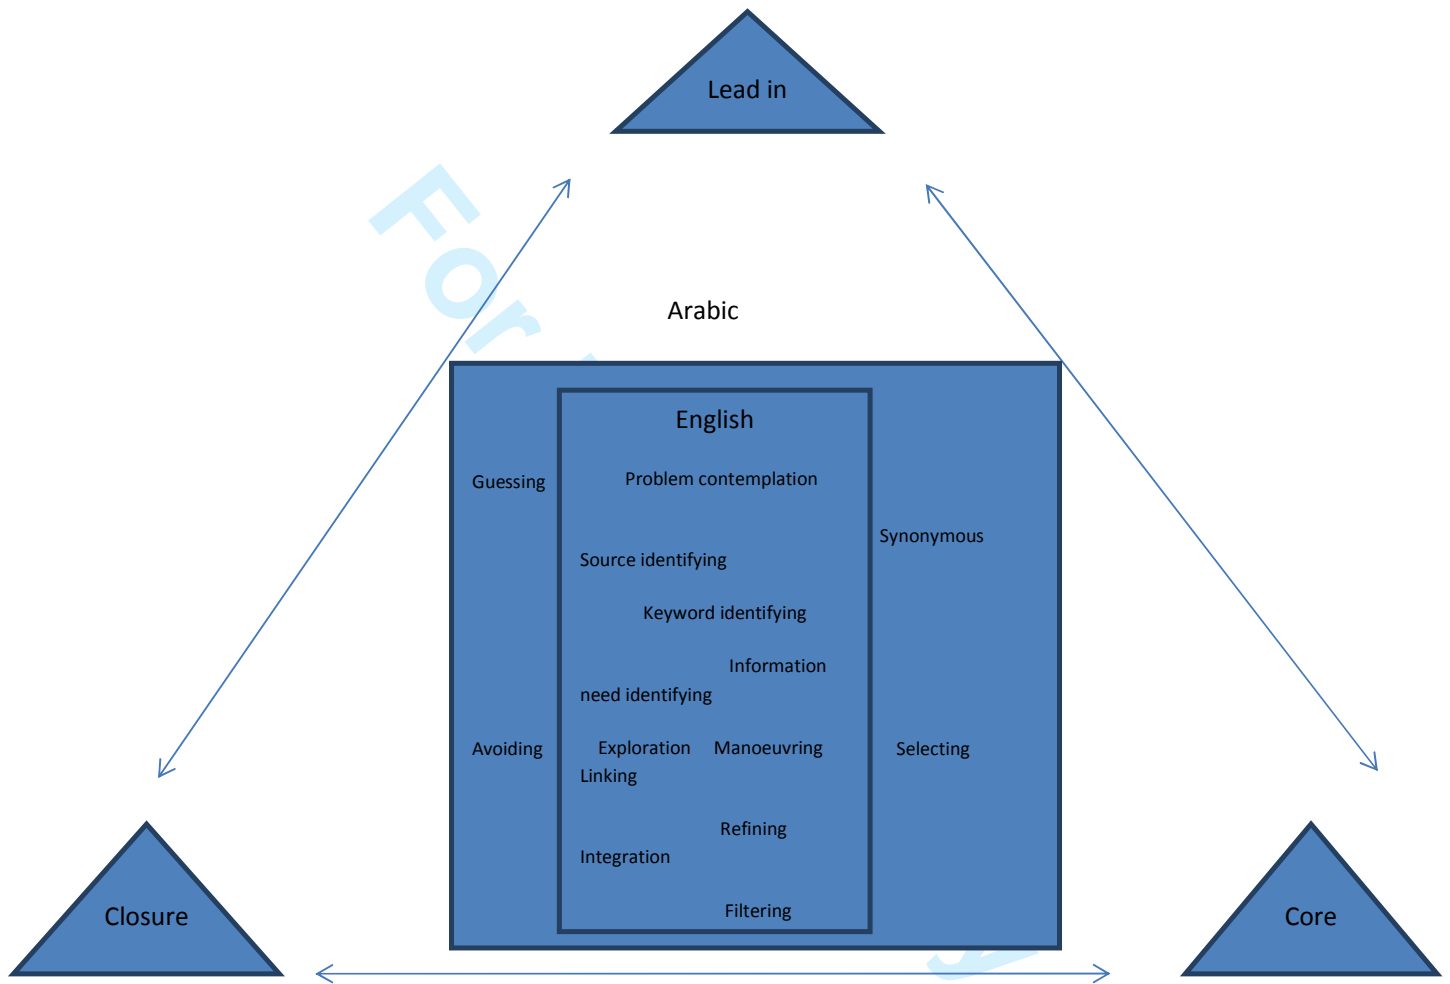 Lead in
For
Arabic
English
Guessing Problem contemplation
Synonymous
Source identifying
Keyword identifying
Information
need identifying
Avoiding Exploration Manoeuvring Selecting
Linking
Refining
Integration
Filtering
Closure
Core